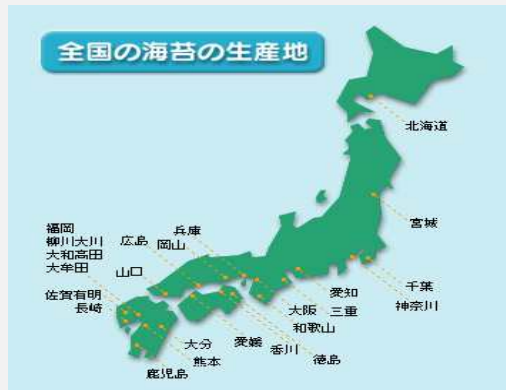 全国の海苔の生産地
北海道
宮城
福岡
柳川大川
大和高田
大牟田
広島
兵庫
岡山
山口
佐賀有明
長崎
千葉
神奈川
愛知
三重
大阪
和歌山
徳島
香川
愛媛
大分
熊本
鹿児島